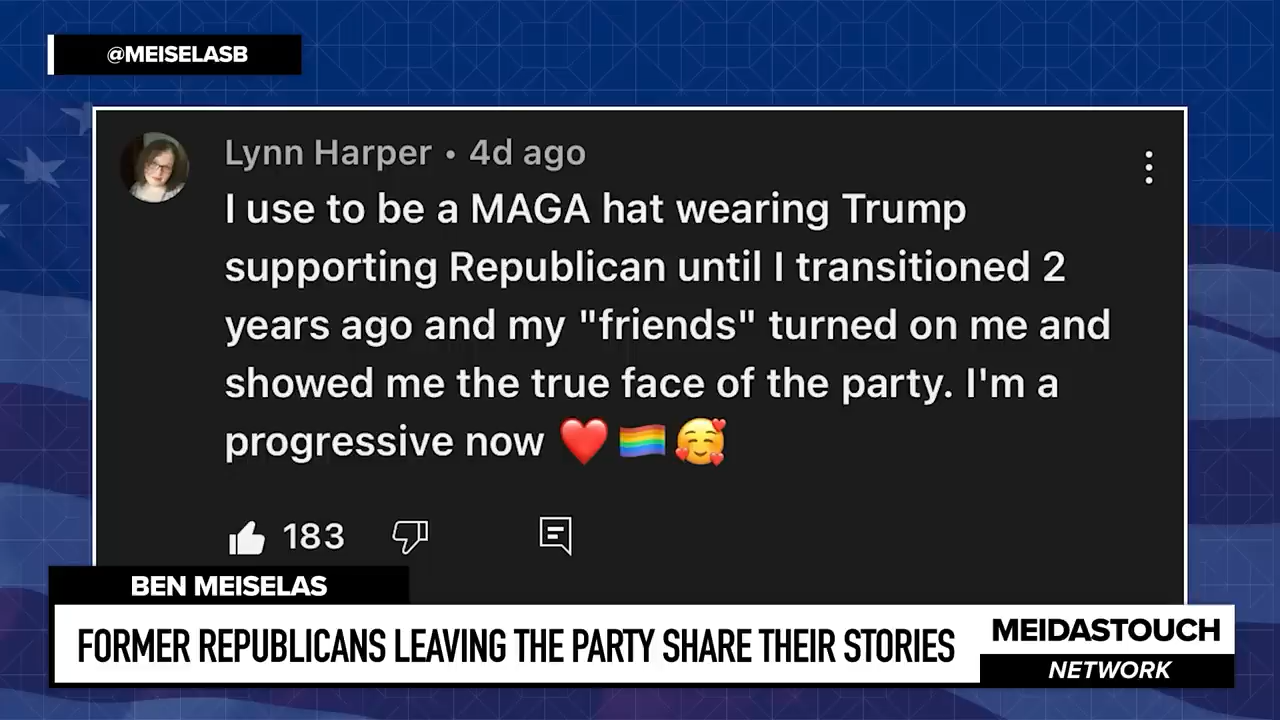 @MEISELASB
Lynn Harper • 4d ago
I use to be a MAGA hat wearing Trump
supporting Republican until I transitioned 2
years ago and my "friends" turned on me and
showed me the true face of the party. I'm a
progressive now ❤️ 🏳️‍🌈 🥰
183
BEN MEISELAS
FORMER REPUBLICANS LEAVING THE PARTY SHARE THEIR STORIES
MEIDASTOUCH
NETWORK